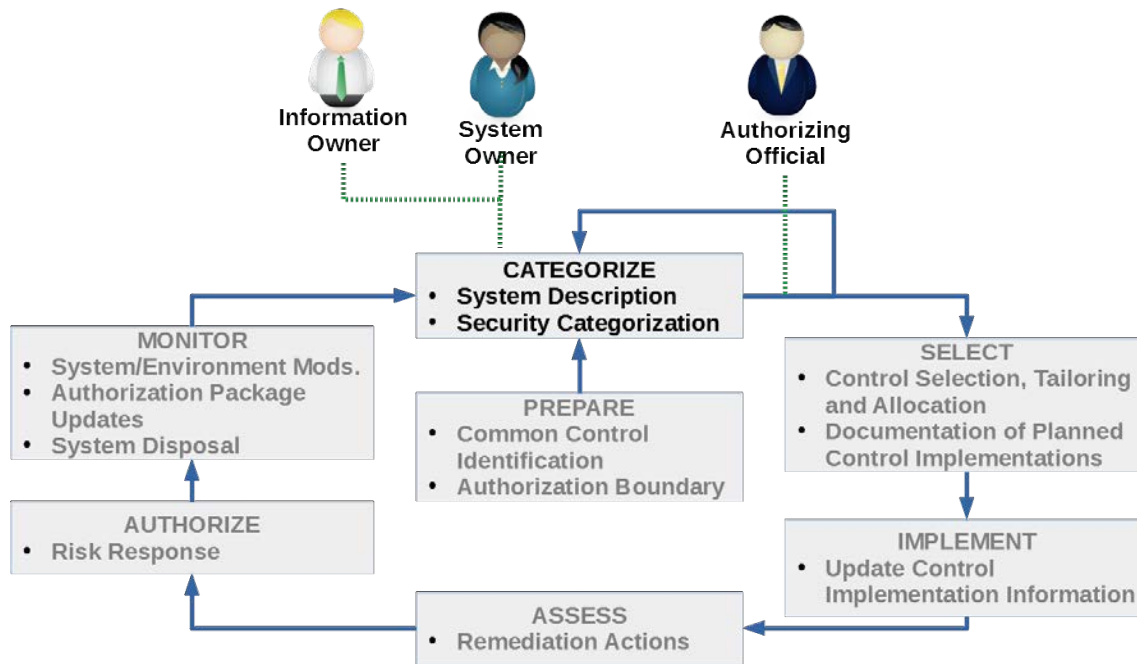 Information
Owner
System
Owner
Authorizing
Official
CATEGORIZE
• System Description
• Security Categorization
MONITOR
• System/Environment Mods.
• Authorization Package
Updates
• System Disposal
PREPARE
• Common Control
Identification
• Authorization Boundary
SELECT
• Control Selection, Tailoring
and Allocation
• Documentation of Planned
Control Implementations
AUTHORIZE
• Risk Response
IMPLEMENT
• Update Control
Implementation Information
ASSESS
• Remediation Actions